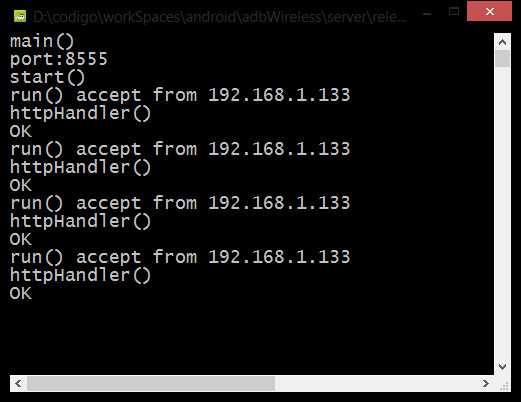 D:\codigo\workSpaces\android\adbWireless\server\rele...
main()
port:8555
start()
run() accept from 192.168.1.133
httpHandler()
OK
run() accept from 192.168.1.133
httpHandler()
OK
run() accept from 192.168.1.133
httpHandler()
OK
run() accept from 192.168.1.133
httpHandler()
OK